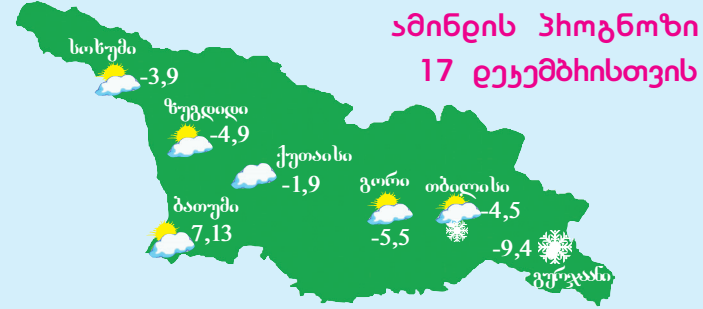 ამინდის პროგნოზი
17 დეკემბრისთვის
სოხუმი
-3,9
ზუგდიდი
-4,9
ქუთაისი
-1,9
გორი
-5,5
თბილისი
-4,5
ბათუმი
7,13
-9,4
გურჯაანი